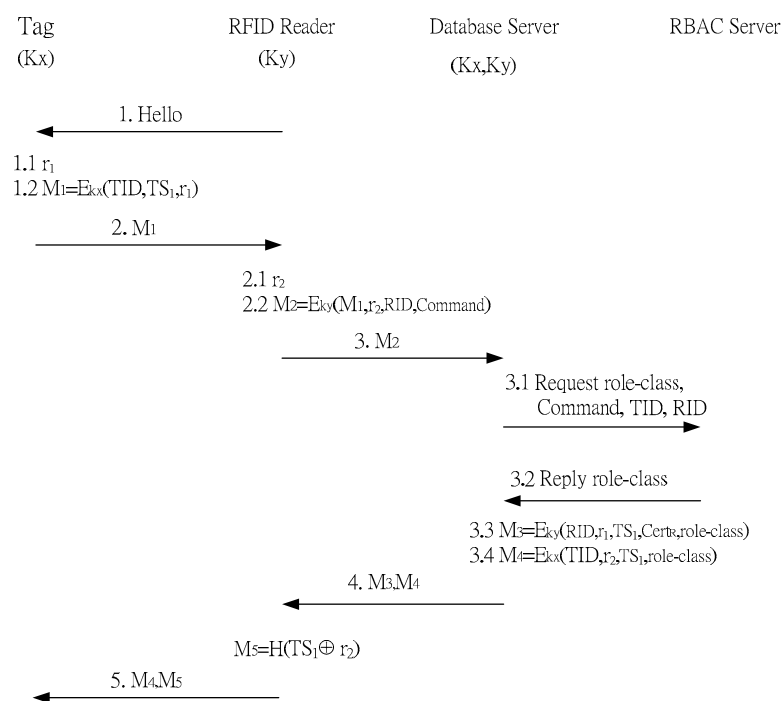 Tag RFID Reader Database Server RBAC Server
(Kx) (Ky) (Kx,Ky)
1. Hello
1.1 r₁
1.2 M₁=Eₖₓ(TID,TS₁,r₁)
2. M₁
2.1 r₂
2.2 M₂=Eky(M₁,r₂,RID,Command)
3. M₂
3.1 Request role-class,
Command, TID, RID
3.2 Reply role-class
3.3 M₃=Eky(RID,r₁,TS₁,CertR,role-class)
3.4 M₄=Ekx(TID,r₂,TS₁,role-class)
4. M₃,M₄
M₅=H(TS₁⊕ r₂)
5. M₄,M₅